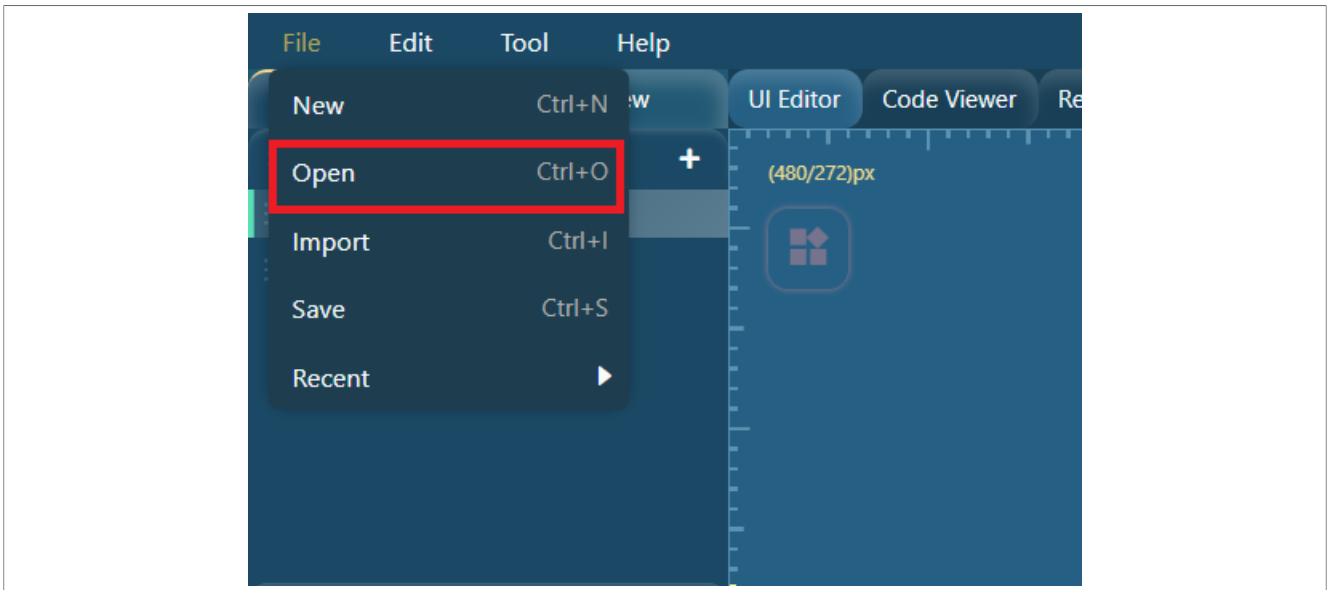 File Edit Tool Help
New Ctrl+N
UI Editor Code Viewer
Open Ctrl+O +
(480/272)px
Import Ctrl+I
Save Ctrl+S
Recent